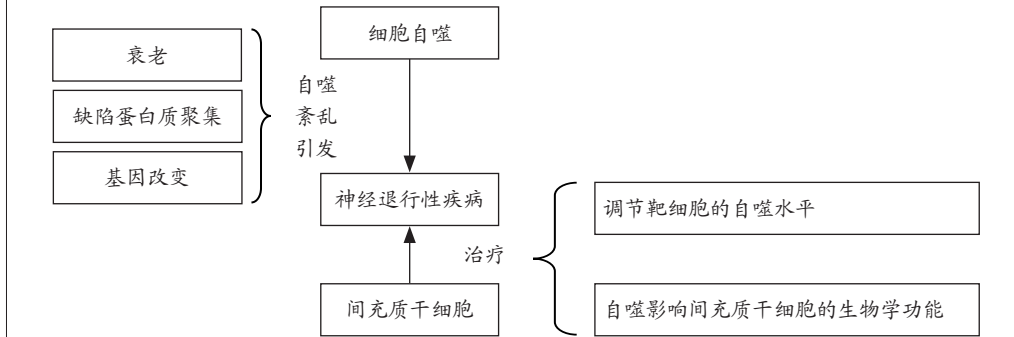 细胞自噬
衰老
缺陷蛋白质聚集
基因改变
自噬
紊乱
引发
神经退行性疾病
治疗
间充质干细胞
调节靶细胞的自噬水平
自噬影响间充质干细胞的生物学功能